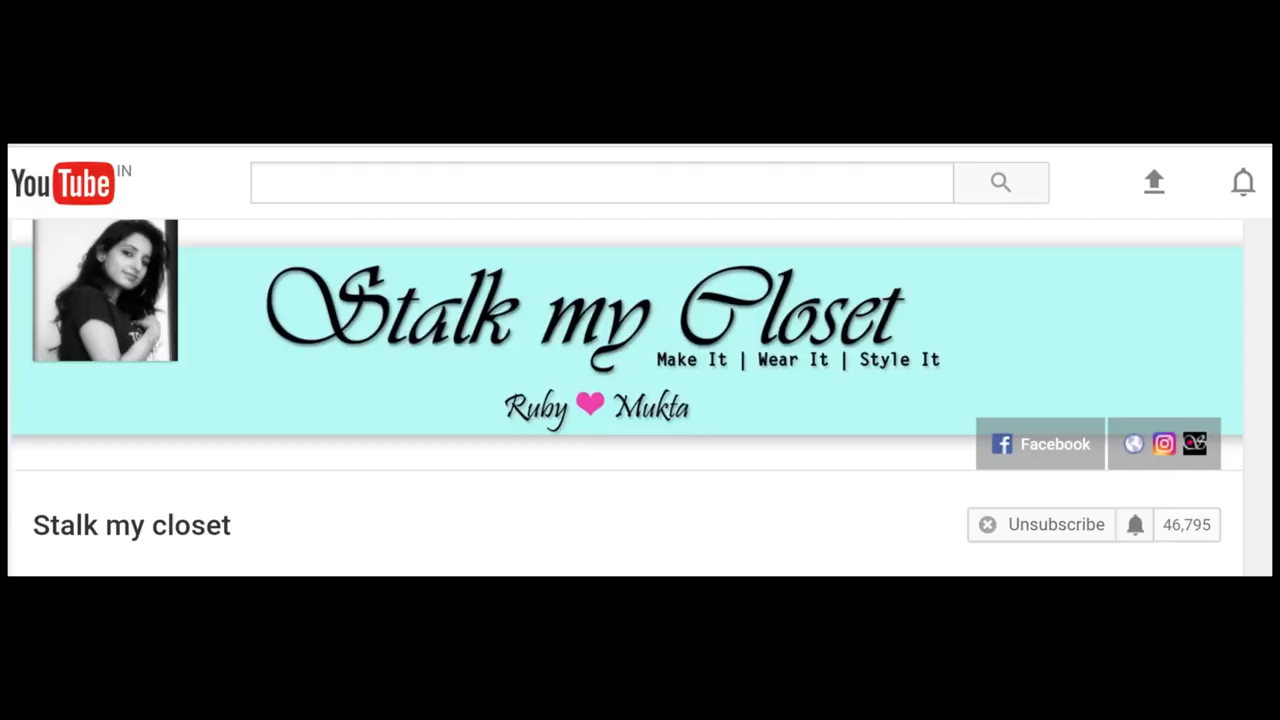 YouTube IN
Stalk my Closet
Make It | Wear It | Style It
Ruby ❤ Mukta
Facebook
Stalk my closet
Unsubscribe 46,795